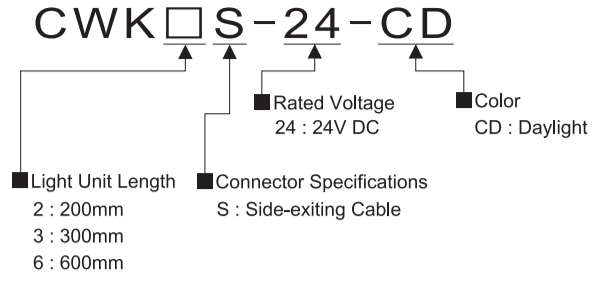 CWK□S-24-CD
■Rated Voltage
24 : 24V DC
■Color
CD : Daylight
■Light Unit Length
2 : 200mm
3 : 300mm
6 : 600mm
■Connector Specifications
S : Side-exiting Cable